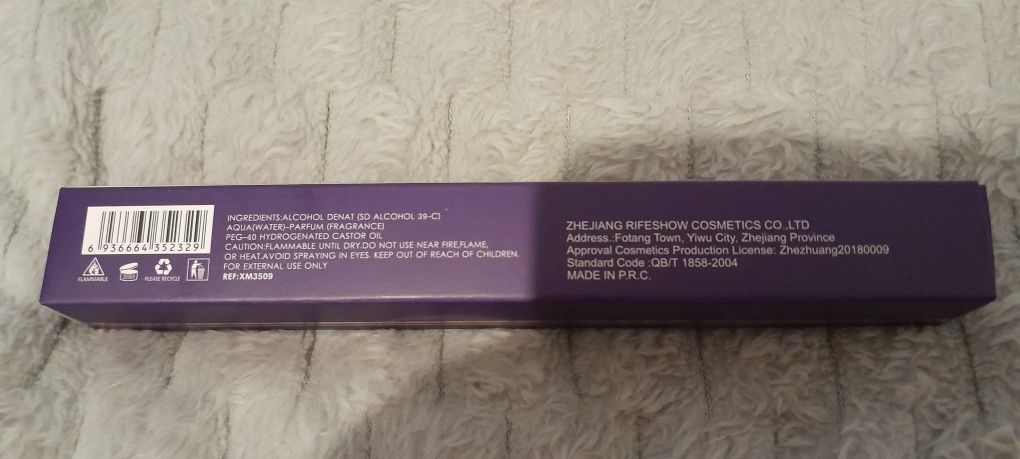 INGREDIENTS:ALCOHOL DENAT (SD ALCOHOL 39-C)
AQUA(WATER)-PARFUM (FRAGRANCE)
PEG-40 HYDROGENATED CASTOR OIL
CAUTION:FLAMMABLE UNTIL DRY.DO NOT USE NEAR FIRE,FLAME,
OR HEAT.AVOID SPRAYING IN EYES. KEEP OUT OF REACH OF CHILDREN.
FOR EXTERNAL USE ONLY
REF:XM3509
6 936664 352329
FLAMMABLE
PLEASE RECYCLE
ZHEJIANG RIFESHOW COSMETICS CO.,LTD
Address.:Fotang Town, Yiwu City, Zhejiang Province
Approval Cosmetics Production License: Zhezhuang20180009
Standard Code :QB/T 1858-2004
MADE IN P.R.C.